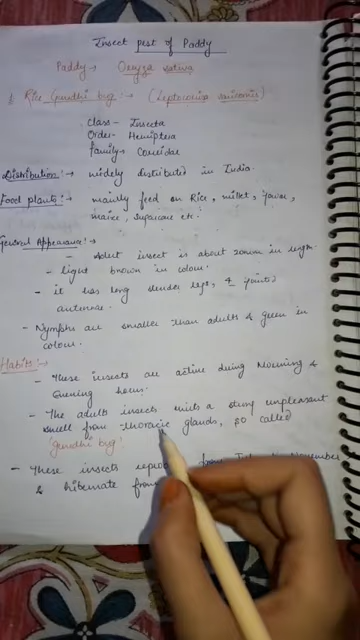 Insect pest of Paddy
Paddy → Oryza sativa
Rice Gundhi bug :→ (Leptocorisa
Class - Insecta
Order - Hemiptera
Family - Coreidae
Distribution :→ widely distributed in India.
Food plants :→ mainly feed on Rice, millet, Jowar,
maize, Sugarcane etc.
General Appearance :→
- Adult insect is about 20mm in length.
- light brown in colour.
- it has long slender legs, 4 jointed
antennae.
- Nymphs are smaller than adults & green in
colour.
Habits :→
- These insects are active during Morning &
Evening hours.
- The adults insects emits a strong unpleasant
smell from thoracic glands, so called
'gundhi bug'
- These insects from November
& hibernate from